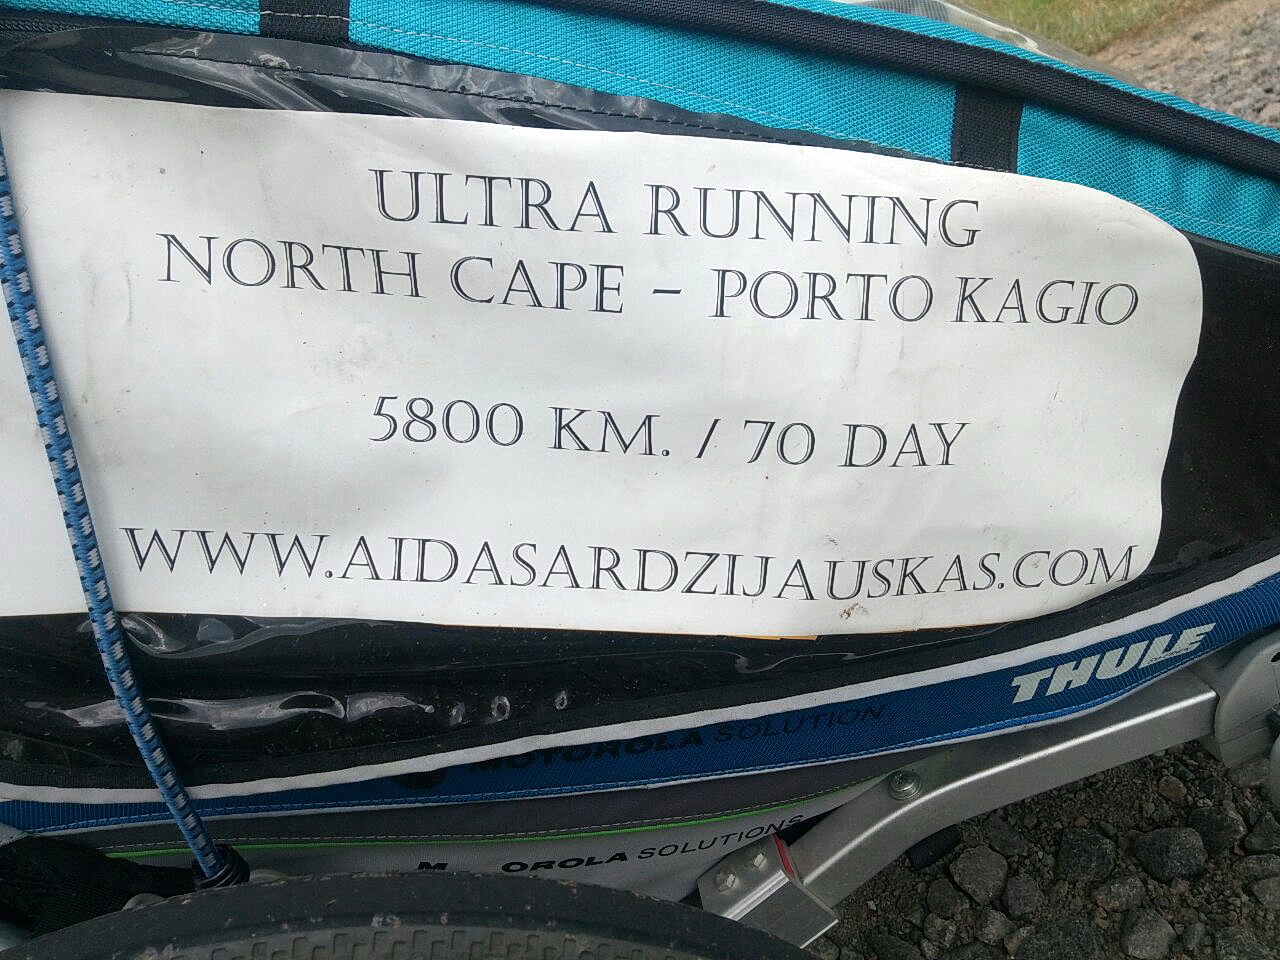 ULTRA RUNNING
NORTH CAPE - PORTO KAGIO
5800 KM. / 70 DAY
WWW.AIDASARDZIJAUSKAS.COM
THULE
MOTOROLA SOLUTION
M OROLA SOLUTIONS